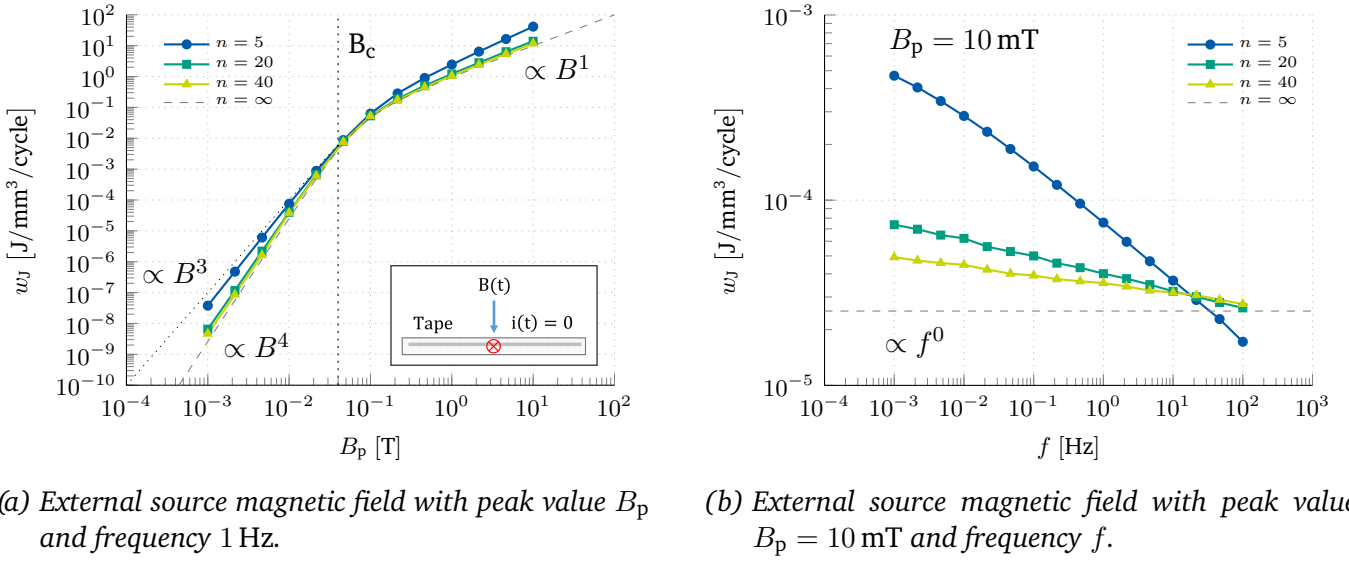 10^2
10^1
10^0
10^−1
10^−2
10^−3
10^−4
10^−5
10^−6
10^−7
10^−8
10^−9
10^−10
w_J [J/mm^3/cycle]
n = 5
n = 20
n = 40
n = ∞
B_c
∝ B^1
∝ B^3
∝ B^4
B(t)
Tape
i(t) = 0
10^−4 10^−3 10^−2 10^−1 10^0 10^1 10^2
B_p [T]
10^−3
10^−4
10^−5
w_J [J/mm^3/cycle]
B_p = 10 mT
n = 5
n = 20
n = 40
n = ∞
∝ f^0
10^−4 10^−3 10^−2 10^−1 10^0 10^1 10^2 10^3
f [Hz]
a) External source magnetic field with peak value B_p
and frequency 1 Hz.
(b) External source magnetic field with peak value
B_p = 10 mT and frequency f.